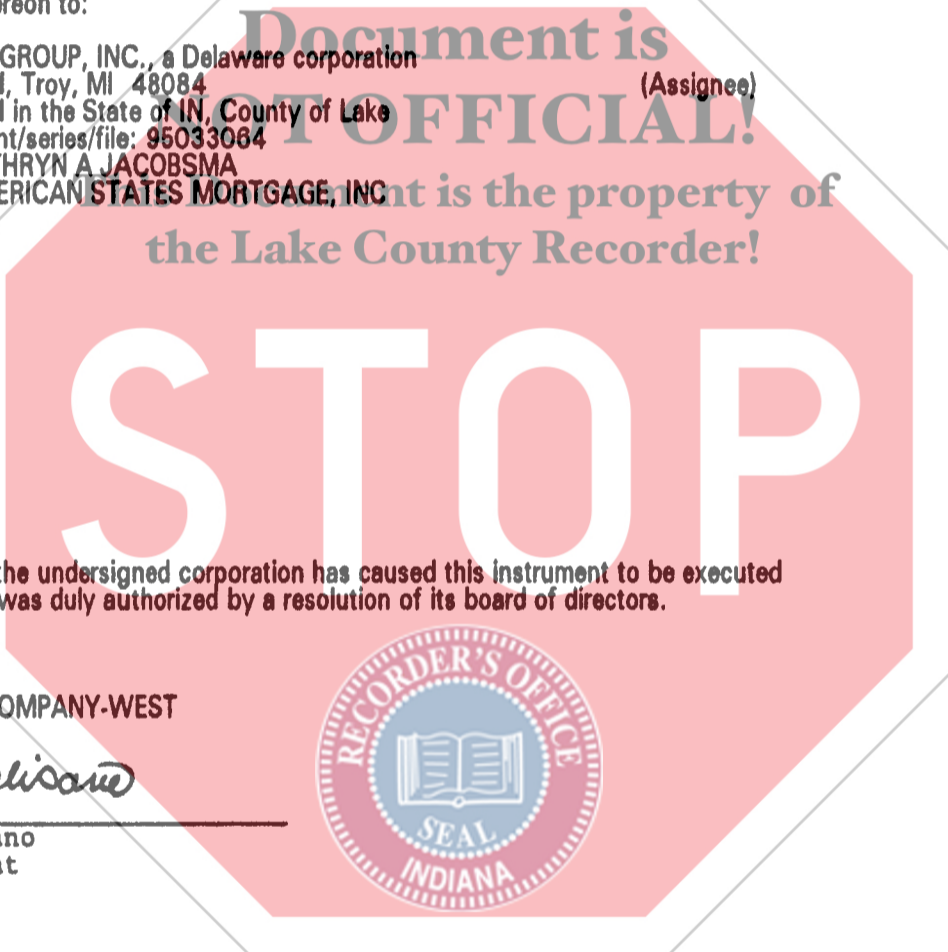 reon to:
Document is
GROUP, INC., a Delaware corporation
, Troy, MI 48084 (Assignee)
in the State of IN, County of Lake
NOT OFFICIAL!
nt/series/file: 95033064
THRYN A JACOBSMA
ERICAN STATES MORTGAGE, INC
This Document is the property of
the Lake County Recorder!
STOP
the undersigned corporation has caused this instrument to be executed
was duly authorized by a resolution of its board of directors.
OMPANY-WEST
lisano
ano
nt
RECORDER'S OFFICE
SEAL
INDIANA